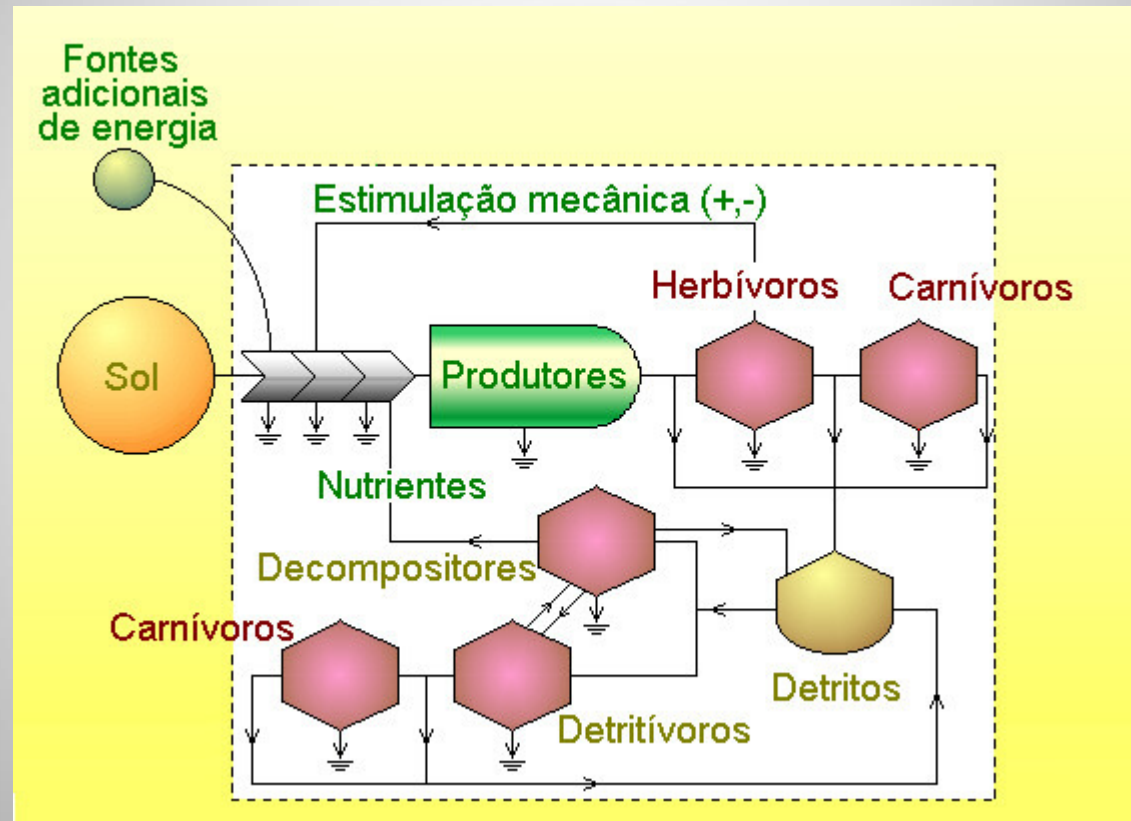 Fontes
adicionais
de energia
Estimulação mecânica (+,-)
Herbívoros
Carnívoros
Sol
Produtores
Nutrientes
Decompositores
Carnívoros
Detritos
Detritívoros